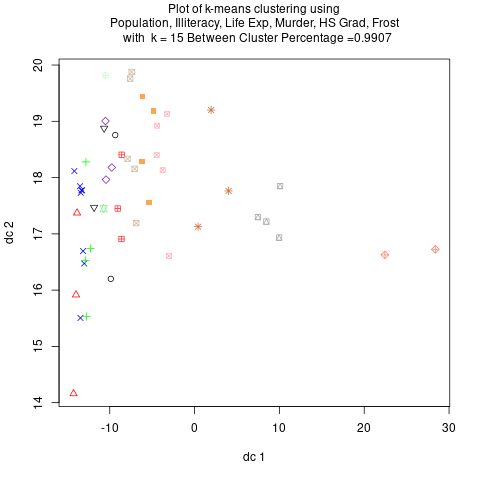 Plot of k-means clustering using
Population, Illiteracy, Life Exp, Murder, HS Grad, Frost
with k = 15 Between Cluster Percentage =0.9907
20
19
18
17
16
15
14
dc 2
-10 0 10 20 30
dc 1